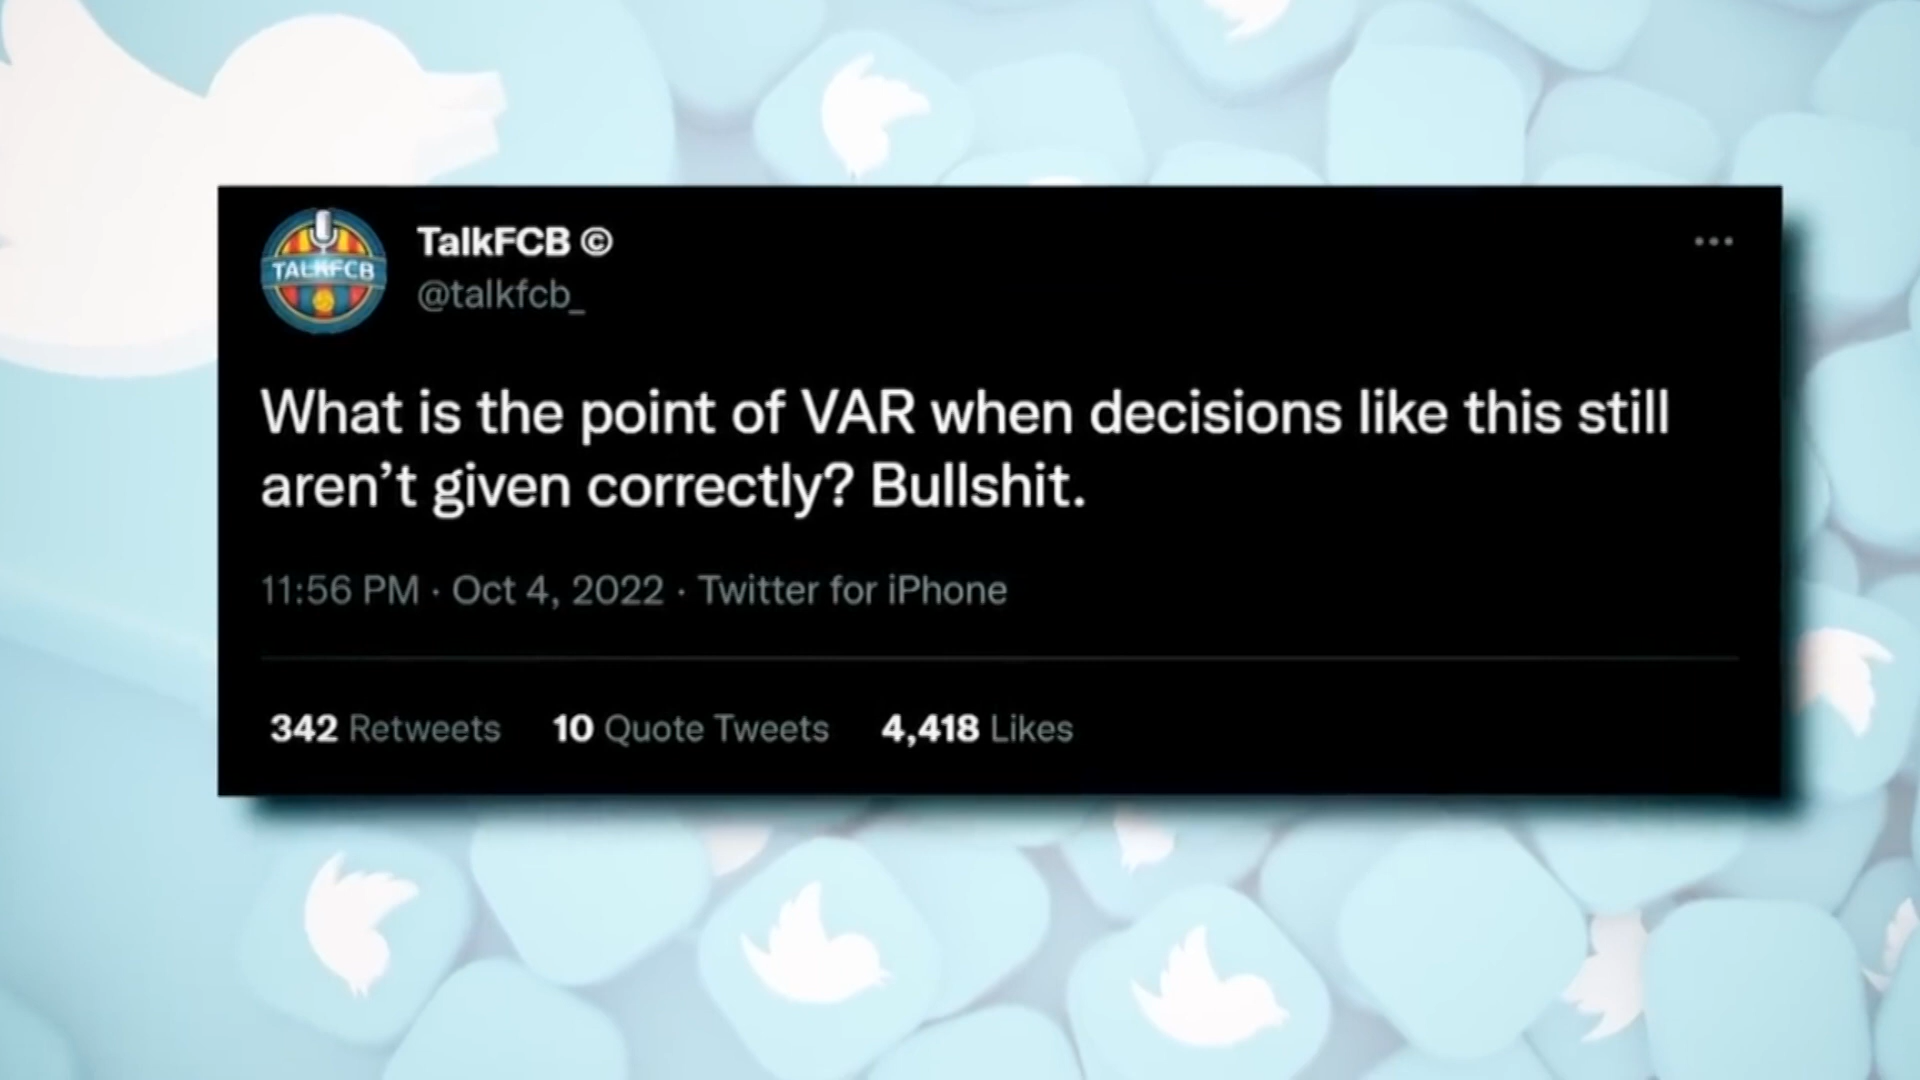 TALKFCB
TalkFCB ©
@talkfcb_
What is the point of VAR when decisions like this still
aren’t given correctly? Bullshit.
11:56 PM · Oct 4, 2022 · Twitter for iPhone
342 Retweets 10 Quote Tweets 4,418 Likes